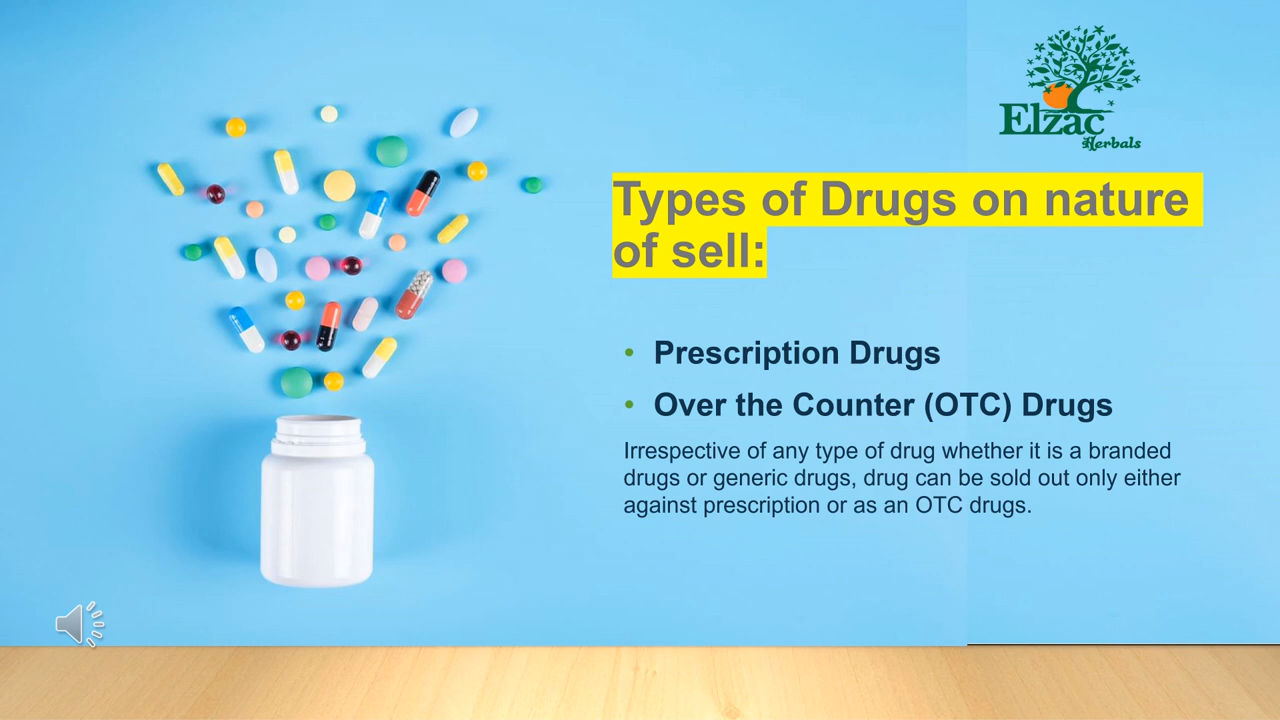 Elzac
Herbals
Types of Drugs on nature
of sell:
• Prescription Drugs
• Over the Counter (OTC) Drugs
Irrespective of any type of drug whether it is a branded
drugs or generic drugs, drug can be sold out only either
against prescription or as an OTC drugs.